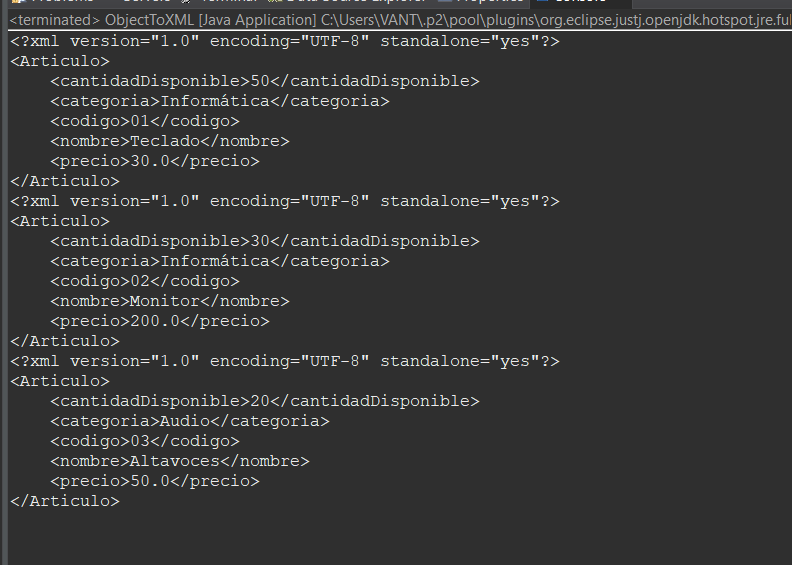 <terminated> ObjectToXML [Java Application] C:\Users\VANT\.p2\pool\plugins\org.eclipse.justj.openjdk.hotspot.jre.ful
<?xml version="1.0" encoding="UTF-8" standalone="yes"?>
<Articulo>
    <cantidadDisponible>50</cantidadDisponible>
    <categoria>Informática</categoria>
    <codigo>01</codigo>
    <nombre>Teclado</nombre>
    <precio>30.0</precio>
</Articulo>
<?xml version="1.0" encoding="UTF-8" standalone="yes"?>
<Articulo>
    <cantidadDisponible>30</cantidadDisponible>
    <categoria>Informática</categoria>
    <codigo>02</codigo>
    <nombre>Monitor</nombre>
    <precio>200.0</precio>
</Articulo>
<?xml version="1.0" encoding="UTF-8" standalone="yes"?>
<Articulo>
    <cantidadDisponible>20</cantidadDisponible>
    <categoria>Audio</categoria>
    <codigo>03</codigo>
    <nombre>Altavoces</nombre>
    <precio>50.0</precio>
</Articulo>